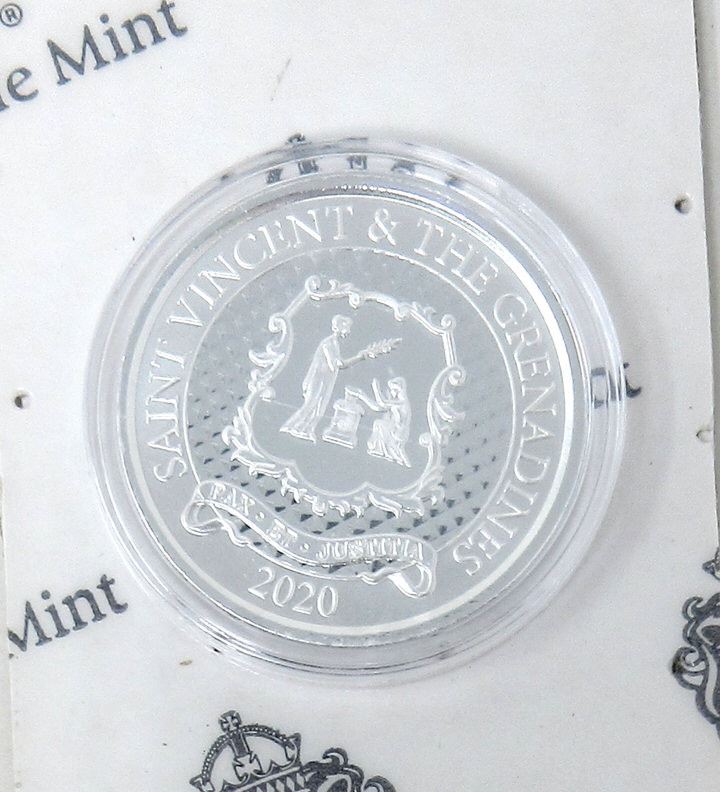 ®
e Mint
SAINT VINCENT & THE GRENADINES
PAX · ET · JUSTITIA
2020
Mint